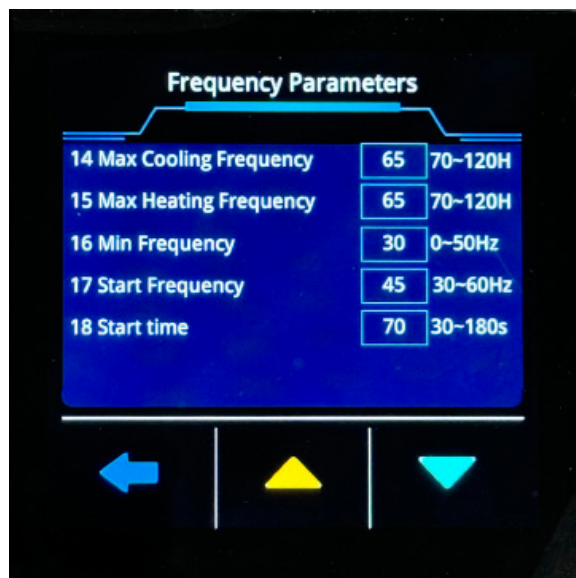 Frequency Parameters
14 Max Cooling Frequency 65 70~120H
15 Max Heating Frequency 65 70~120H
16 Min Frequency 30 0~50Hz
17 Start Frequency 45 30~60Hz
18 Start time 70 30~180s